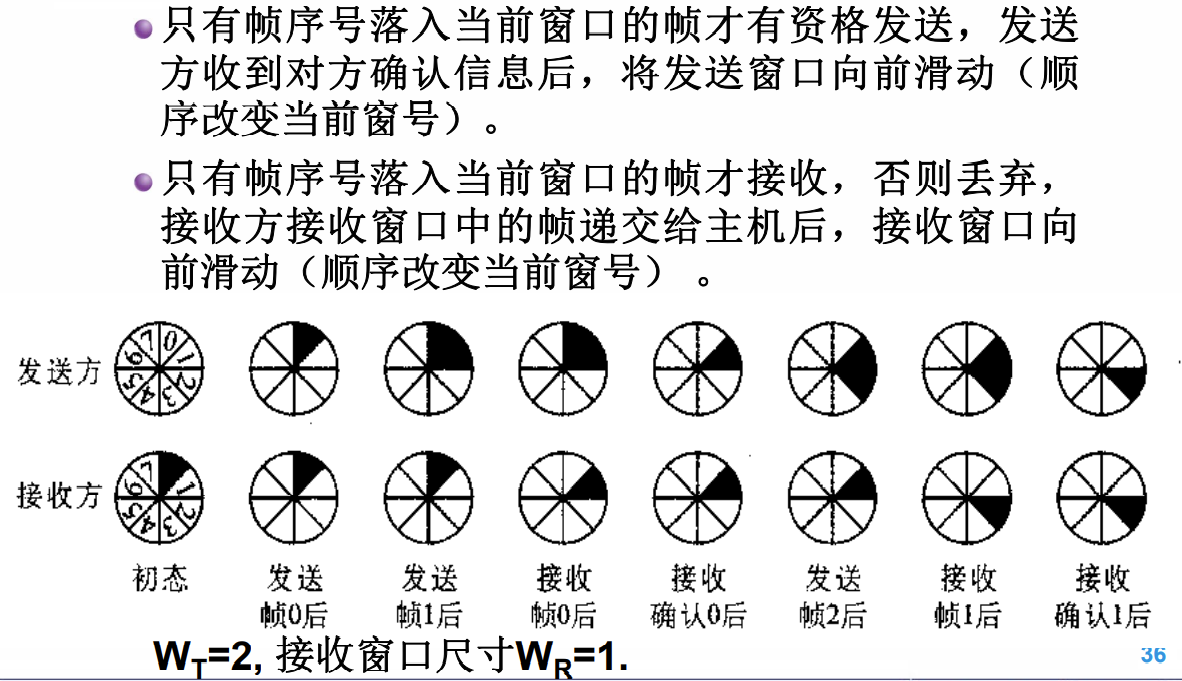 只有帧序号落入当前窗口的帧才有资格发送，发送
方收到对方确认信息后，将发送窗口向前滑动（顺
序改变当前窗号）。
只有帧序号落入当前窗口的帧才接收，否则丢弃，
接收方接收窗口中的帧递交给主机后，接收窗口向
前滑动（顺序改变当前窗号） 。
发送方
0 1 2 3 4 5 6 7
接收方
1 2 3 4 5 6 7
初态 发送 发送 接收 接收 发送 接收 接收
帧0后 帧1后 帧0后 确认0后 帧2后 帧1后 确认1后
WT=2, 接收窗口尺寸WR=1.
36